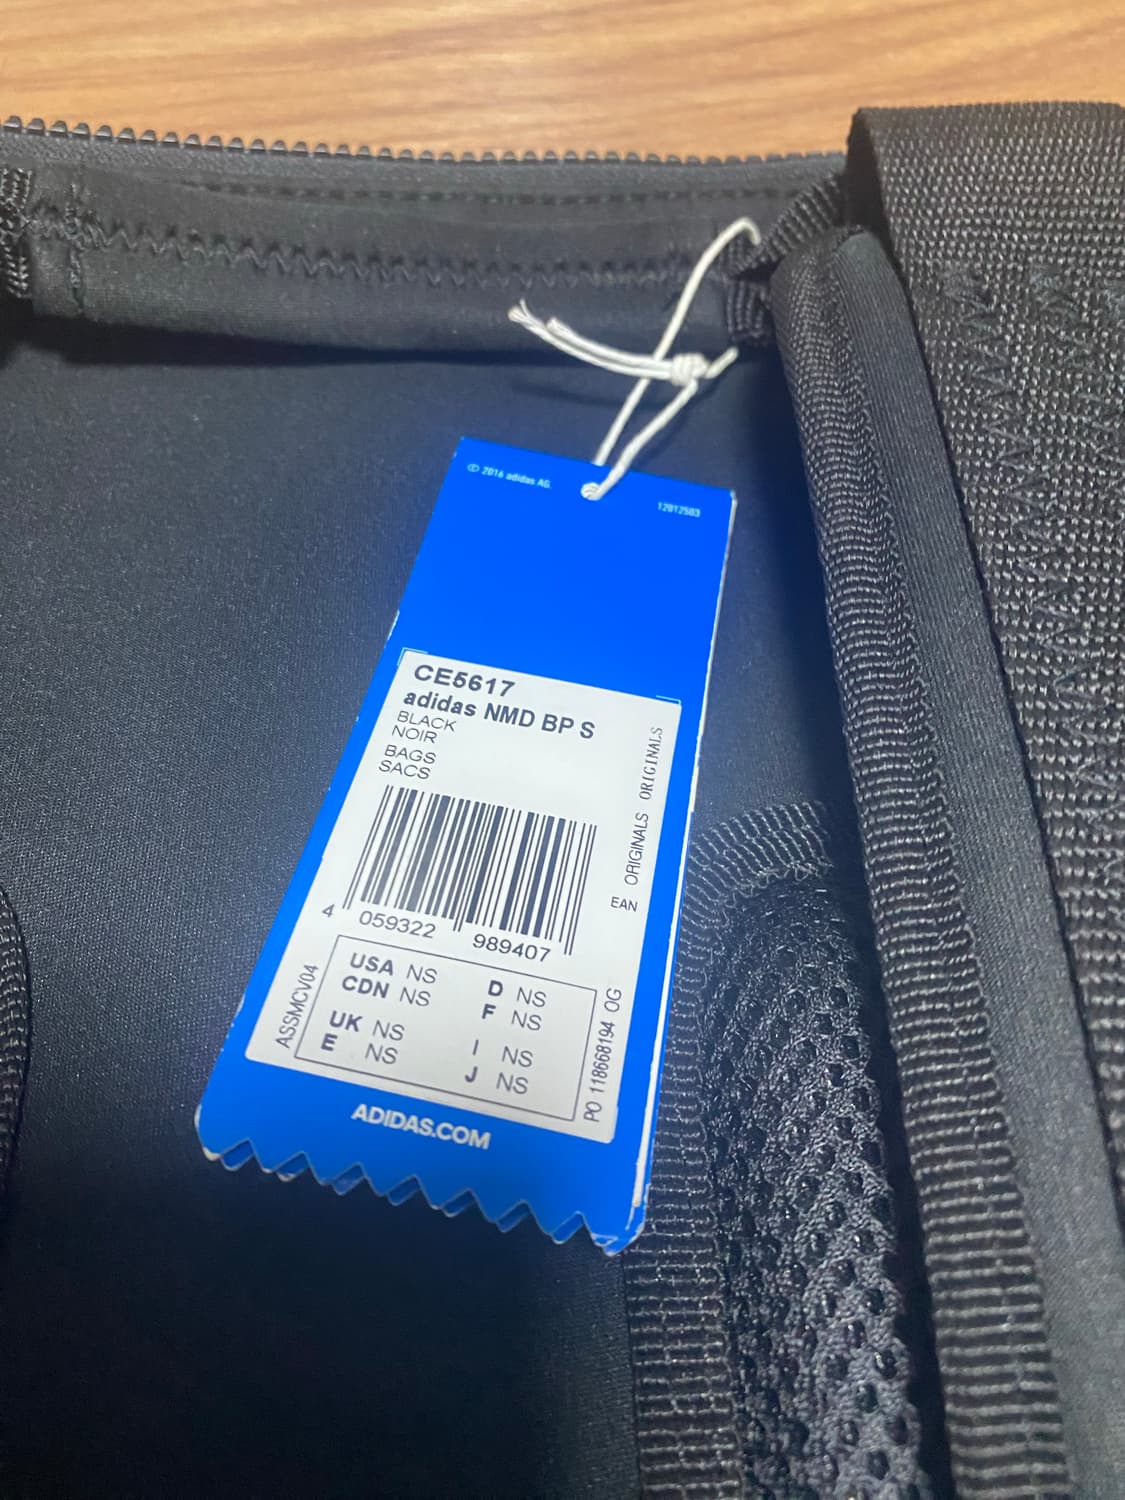 © 2016 adidas AG.
12012503
CE5617
adidas NMD BP S
BLACK
NOIR
BAGS
SACS
ORIGINALS ORIGINALS
EAN
4 059322 989407
USA NS
CDN NS
UK NS
E NS
D NS
F NS
I NS
J NS
ASSMCV04
PO 118668194 OG
ADIDAS.COM